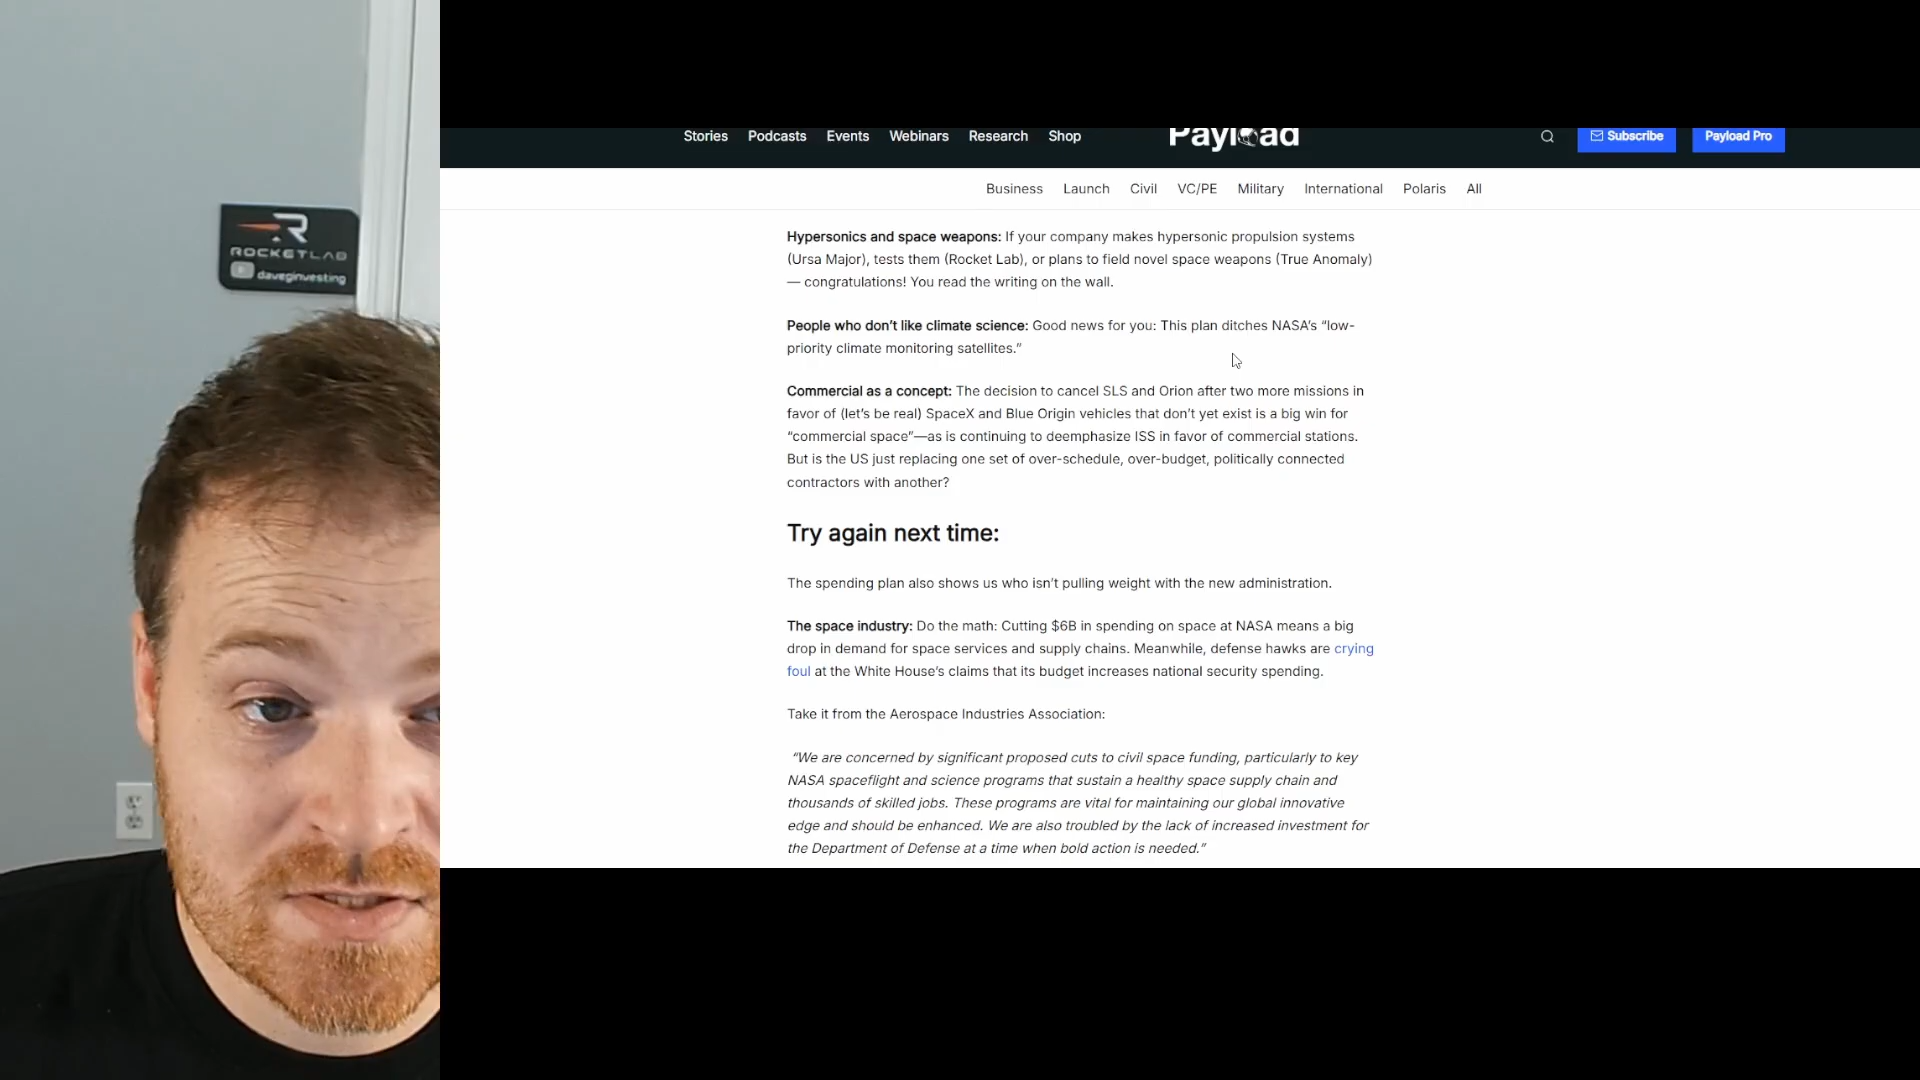 ROCKETLAB
daveginvesting
Stories Podcasts Events Webinars Research Shop
Payload
Subscribe
Payload Pro
Business Launch Civil VC/PE Military International Polaris All
Hypersonics and space weapons: If your company makes hypersonic propulsion systems
(Ursa Major), tests them (Rocket Lab), or plans to field novel space weapons (True Anomaly)
— congratulations! You read the writing on the wall.
People who don’t like climate science: Good news for you: This plan ditches NASA’s “low-
priority climate monitoring satellites.”
Commercial as a concept: The decision to cancel SLS and Orion after two more missions in
favor of (let’s be real) SpaceX and Blue Origin vehicles that don’t yet exist is a big win for
“commercial space”—as is continuing to deemphasize ISS in favor of commercial stations.
But is the US just replacing one set of over-schedule, over-budget, politically connected
contractors with another?
Try again next time:
The spending plan also shows us who isn’t pulling weight with the new administration.
The space industry: Do the math: Cutting $6B in spending on space at NASA means a big
drop in demand for space services and supply chains. Meanwhile, defense hawks are crying
foul at the White House’s claims that its budget increases national security spending.
Take it from the Aerospace Industries Association:
“We are concerned by significant proposed cuts to civil space funding, particularly to key
NASA spaceflight and science programs that sustain a healthy space supply chain and
thousands of skilled jobs. These programs are vital for maintaining our global innovative
edge and should be enhanced. We are also troubled by the lack of increased investment for
the Department of Defense at a time when bold action is needed.”